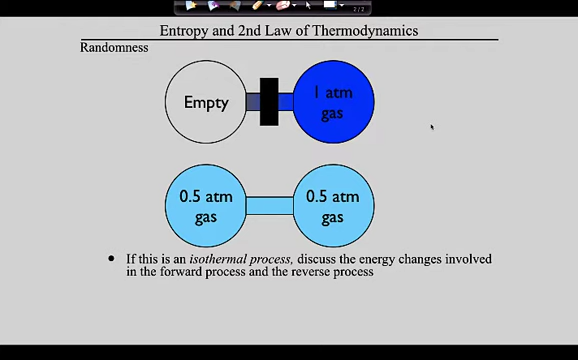 2 / 2
Entropy and 2nd Law of Thermodynamics
Randomness
Empty
1 atm
gas
0.5 atm
gas
0.5 atm
gas
• If this is an isothermal process, discuss the energy changes involved
in the forward process and the reverse process